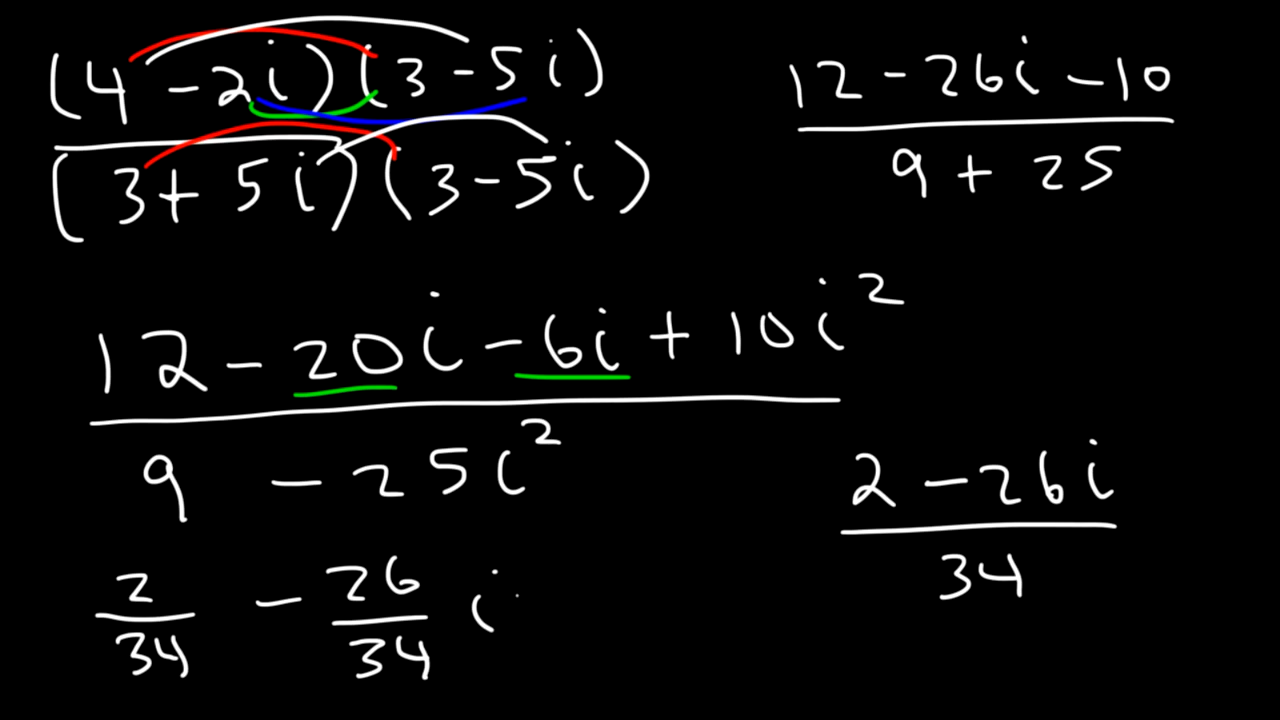 (4 - 2i)(3 - 5i)
(3 + 5i)(3 - 5i)
12 - 26i - 10
9 + 25
12 - 20i - 6i + 10i²
9 - 25i²
2 - 26i
34
2/34 - 26/34 i